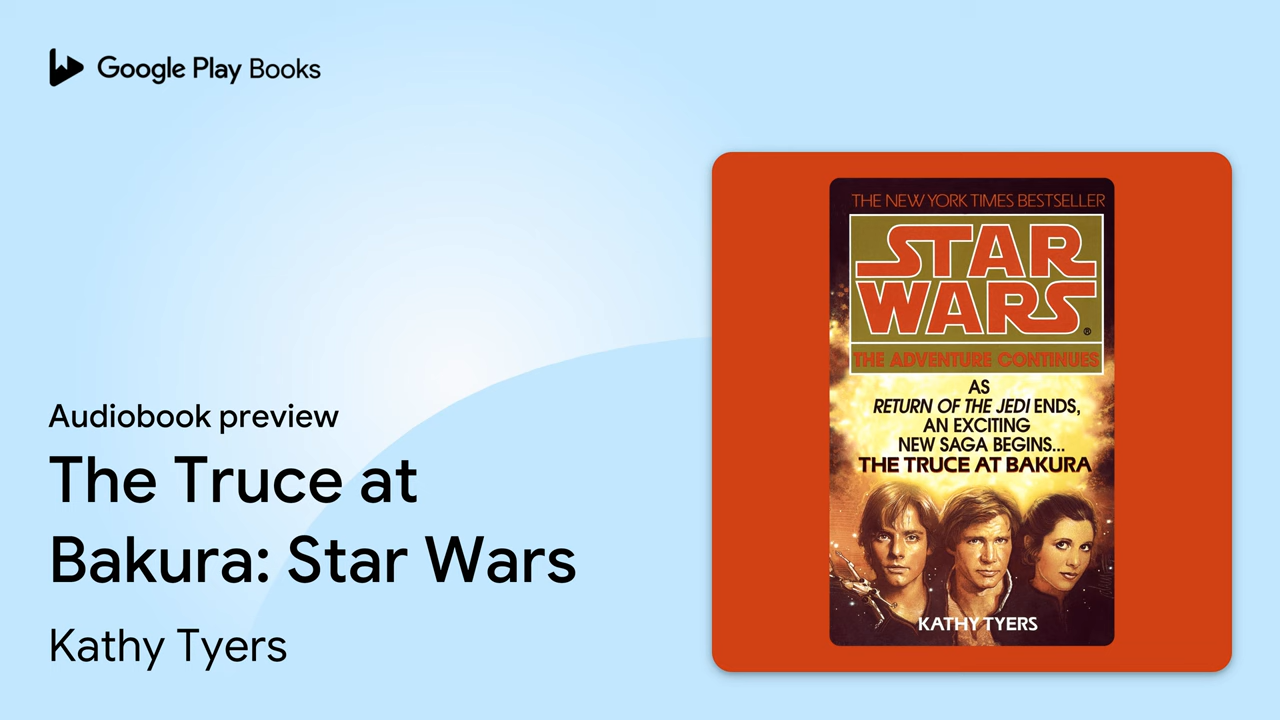 Google Play Books
Audiobook preview
The Truce at
Bakura: Star Wars
Kathy Tyers
THE NEW YORK TIMES BESTSELLER
STAR
WARS®
THE ADVENTURE CONTINUES
AS
RETURN OF THE JEDI ENDS,
AN EXCITING
NEW SAGA BEGINS...
THE TRUCE AT BAKURA
KATHY TYERS